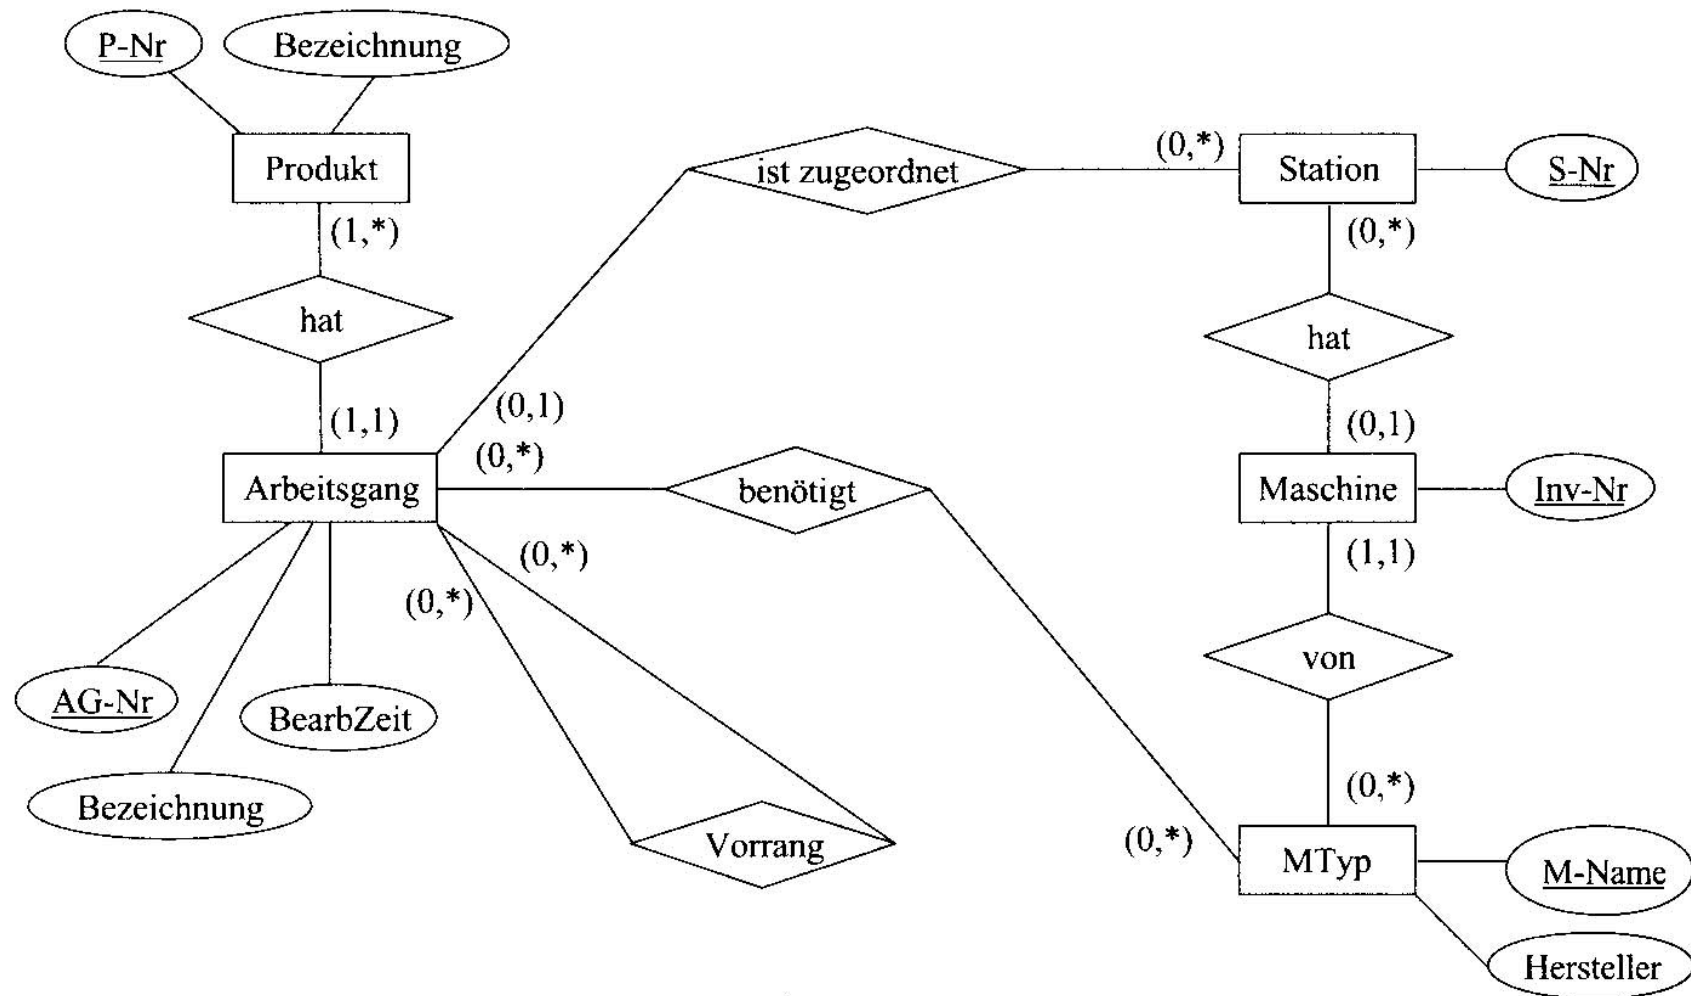 P-Nr
Bezeichnung
Produkt
(1,*)
hat
(1,1)
ist zugeordnet
(0,*)
Station
S-Nr
(0,*)
hat
(0,1)
(0,1)
(0,*)
Arbeitsgang
benötigt
Maschine
Inv-Nr
(1,1)
(0,*)
(0,*)
von
AG-Nr
BearbZeit
Bezeichnung
Vorrang
(0,*)
(0,*)
MTyp
M-Name
Hersteller